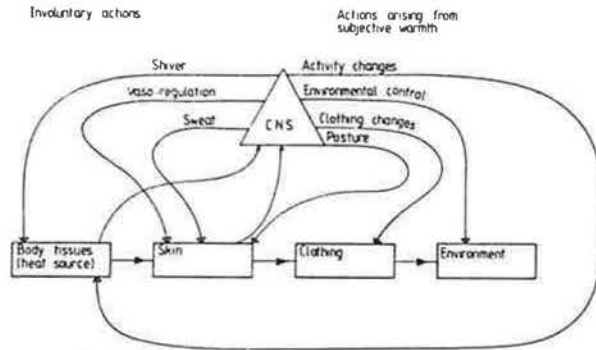 Involuntary actions
Actions arising from
subjective warmth
Shiver
Activity changes
Vaso regulation
Environmental control
Sweat
CNS
Clothing changes
Posture
Body tissues
(heat source)
Skin
Clothing
Environment